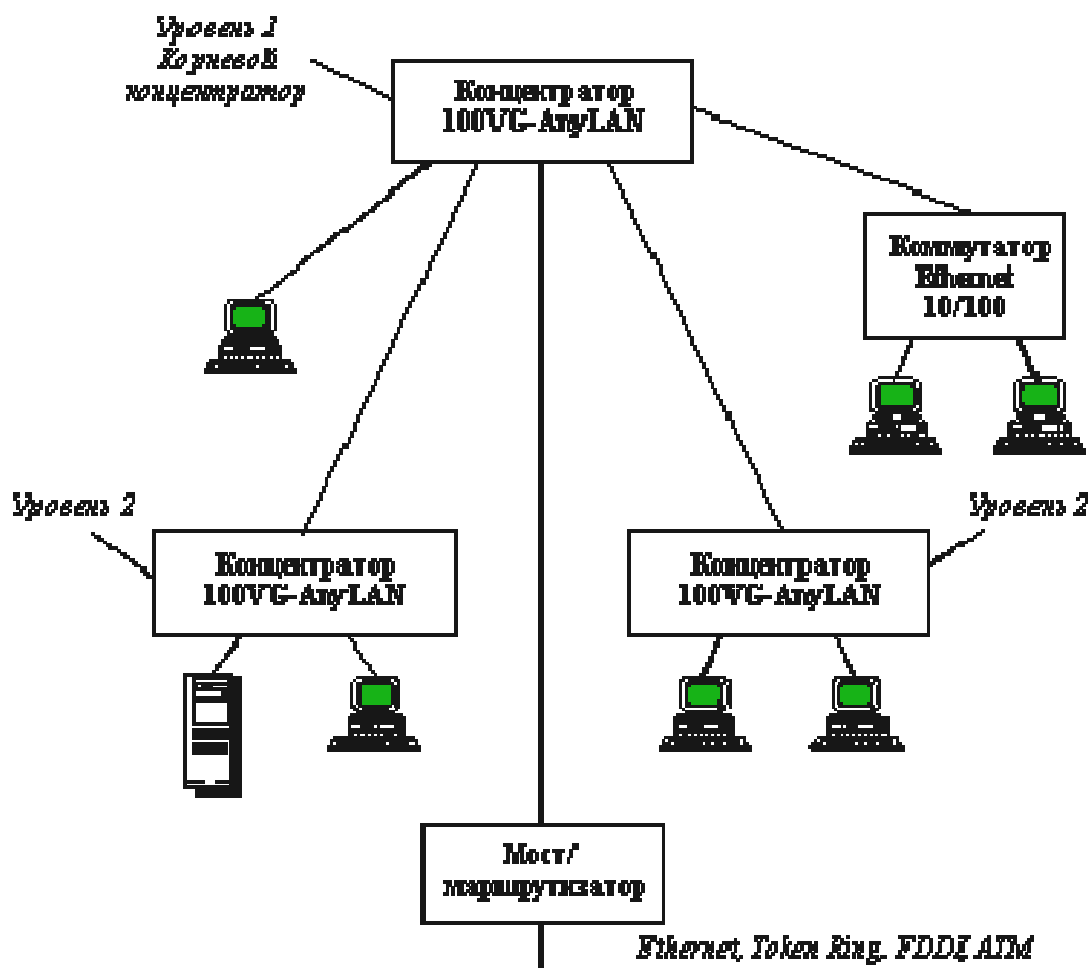 Уровень 1
Корневой
концентратор
Концентратор
100VG-AnyLAN
Коммутатор
Ethernet
10/100
Уровень 2
Уровень 2
Концентратор
100VG-AnyLAN
Концентратор
100VG-AnyLAN
Мост/
маршрутизатор
Ethernet, Token Ring, FDDI, ATM